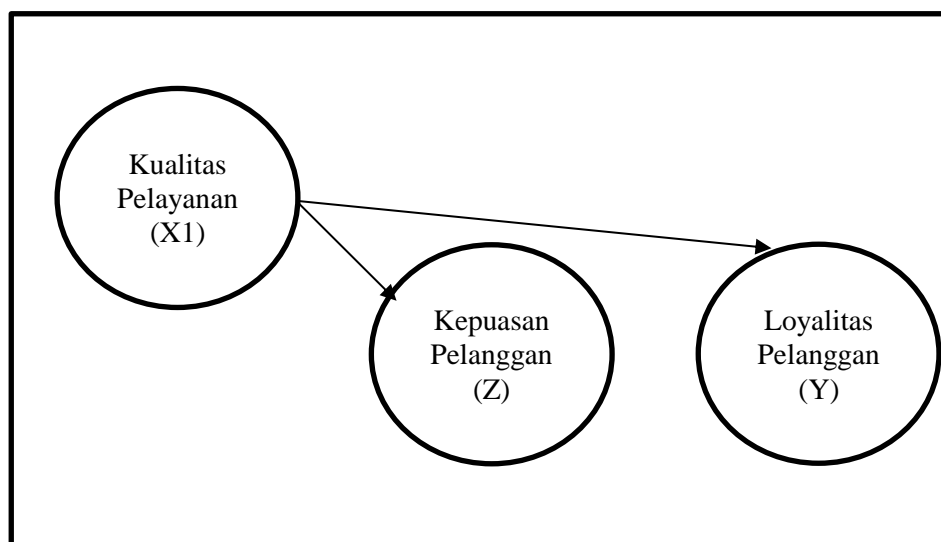 Kualitas
Pelayanan
(X1)
Kepuasan
Pelanggan
(Z)
Loyalitas
Pelanggan
(Y)